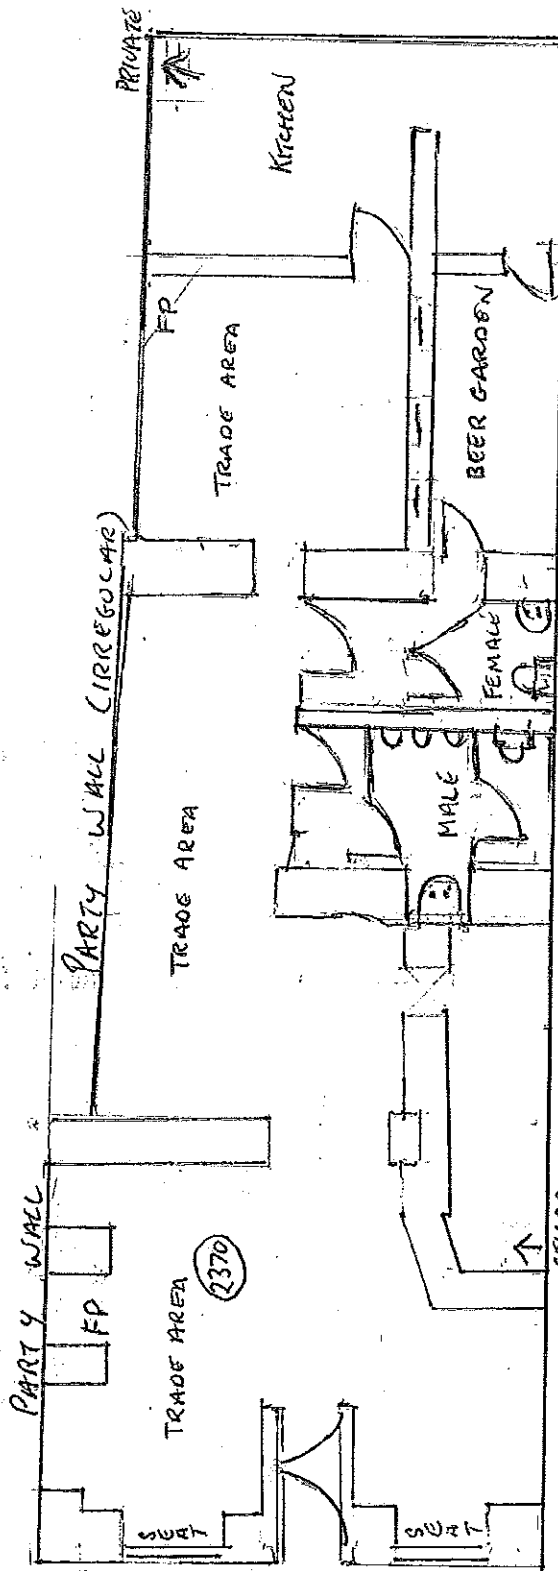 PRIVATE
KITCHEN
FP
TRADE AREA
BEER GARDEN
PARTY WALL (IRREGULAR)
TRADE AREA
FEMALE
MALE
PARTY WALL
FP
TRADE AREA
2370
SEAT
SEAT